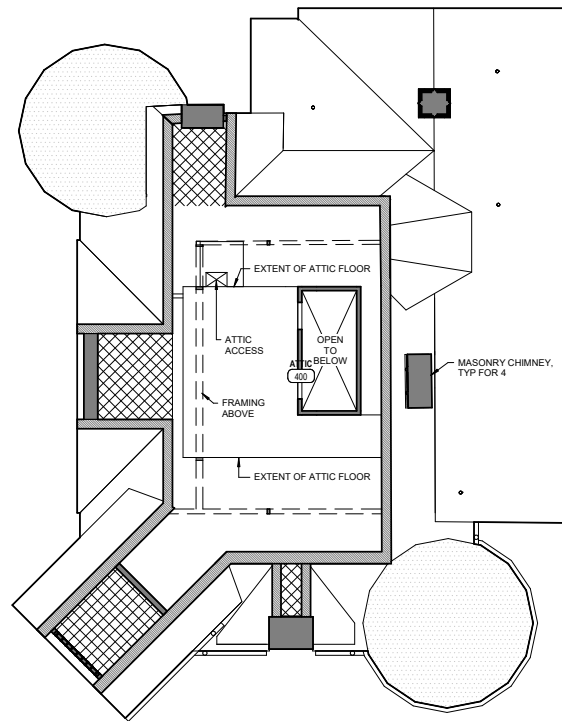 EXTENT OF ATTIC FLOOR
ATTIC
ACCESS
OPEN
TO
BELOW
ATTIC
400
MASONRY CHIMNEY,
TYP FOR 4
FRAMING
ABOVE
EXTENT OF ATTIC FLOOR